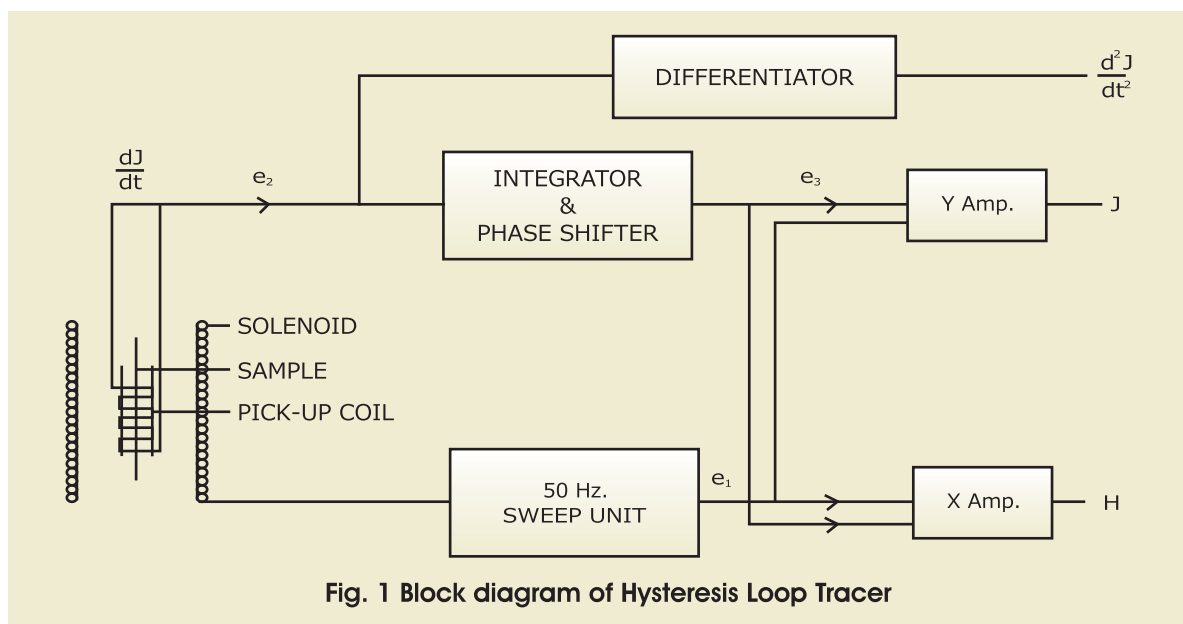 DIFFERENTIATOR
d²J
dt²
dJ
dt
e₂
INTEGRATOR
&
PHASE SHIFTER
e₃
Y Amp.
J
SOLENOID
SAMPLE
PICK-UP COIL
50 Hz.
SWEEP UNIT
e₁
X Amp.
H
Fig. 1 Block diagram of Hysteresis Loop Tracer